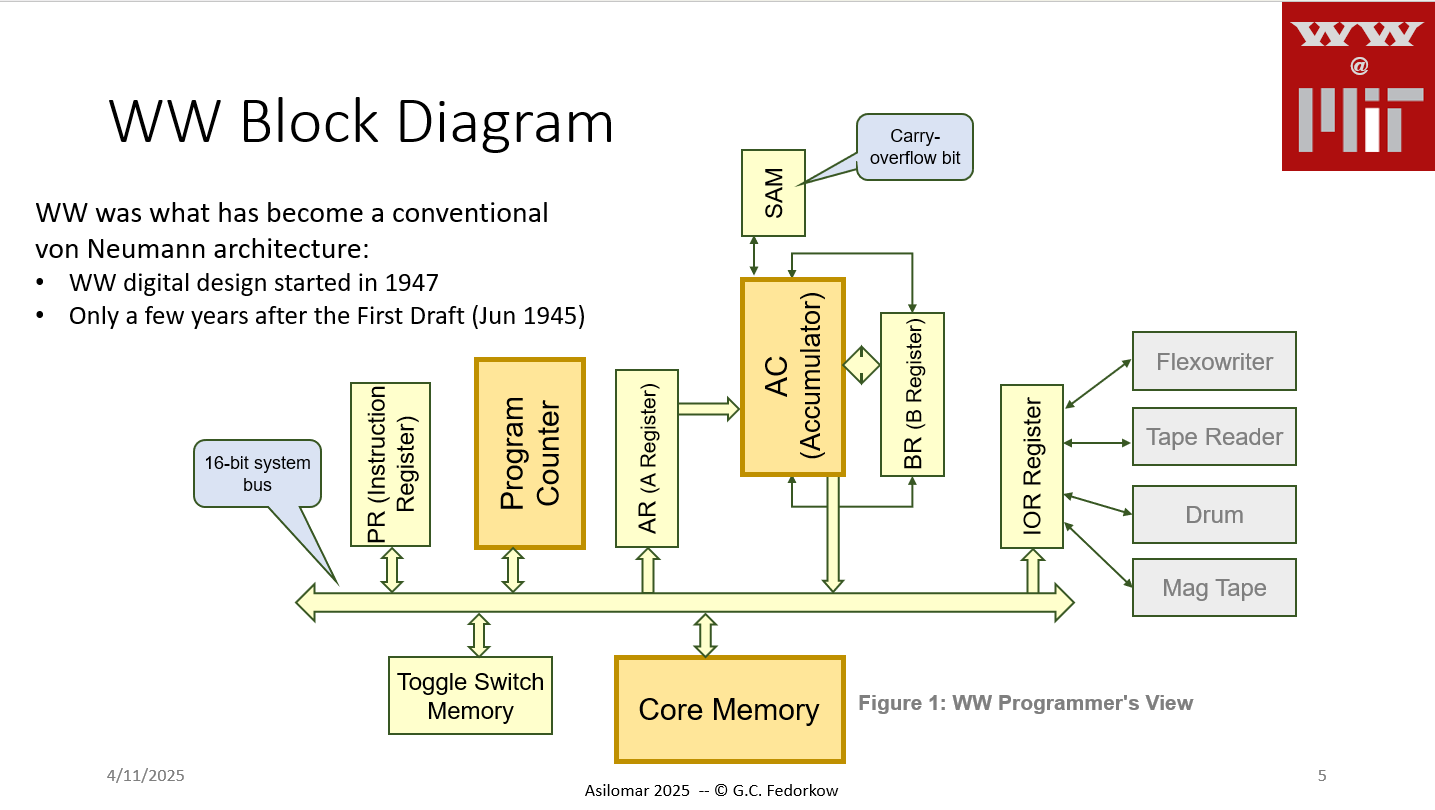 WW
@
MiT
WW Block Diagram
Carry-
overflow bit
SAM
WW was what has become a conventional
von Neumann architecture:
• WW digital design started in 1947
• Only a few years after the First Draft (Jun 1945)
16-bit system
bus
PR (Instruction
Register)
Program
Counter
AR (A Register)
AC
(Accumulator)
BR (B Register)
IOR Register
Flexowriter
Tape Reader
Drum
Mag Tape
Toggle Switch
Memory
Core Memory
Figure 1: WW Programmer's View
4/11/2025
Asilomar 2025 -- © G.C. Fedorkow
5